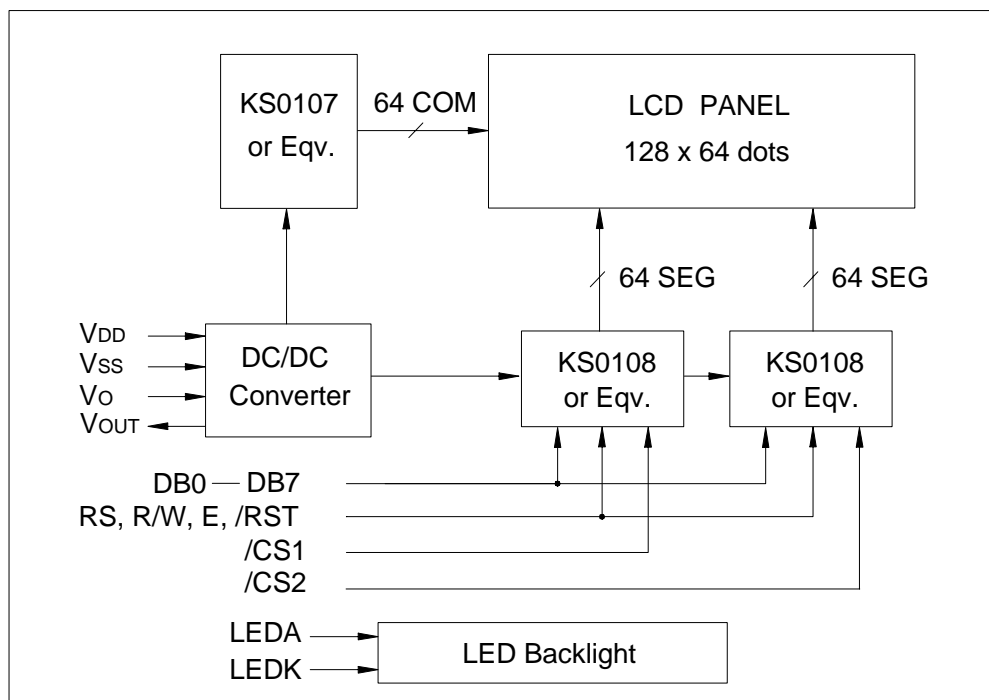 KS0107
or Eqv.
64 COM
LCD PANEL
128 x 64 dots
64 SEG
64 SEG
VDD
VSS
VO
VOUT
DC/DC
Converter
KS0108
or Eqv.
KS0108
or Eqv.
DB0 — DB7
RS, R/W, E, /RST
/CS1
/CS2
LEDA
LEDK
LED Backlight